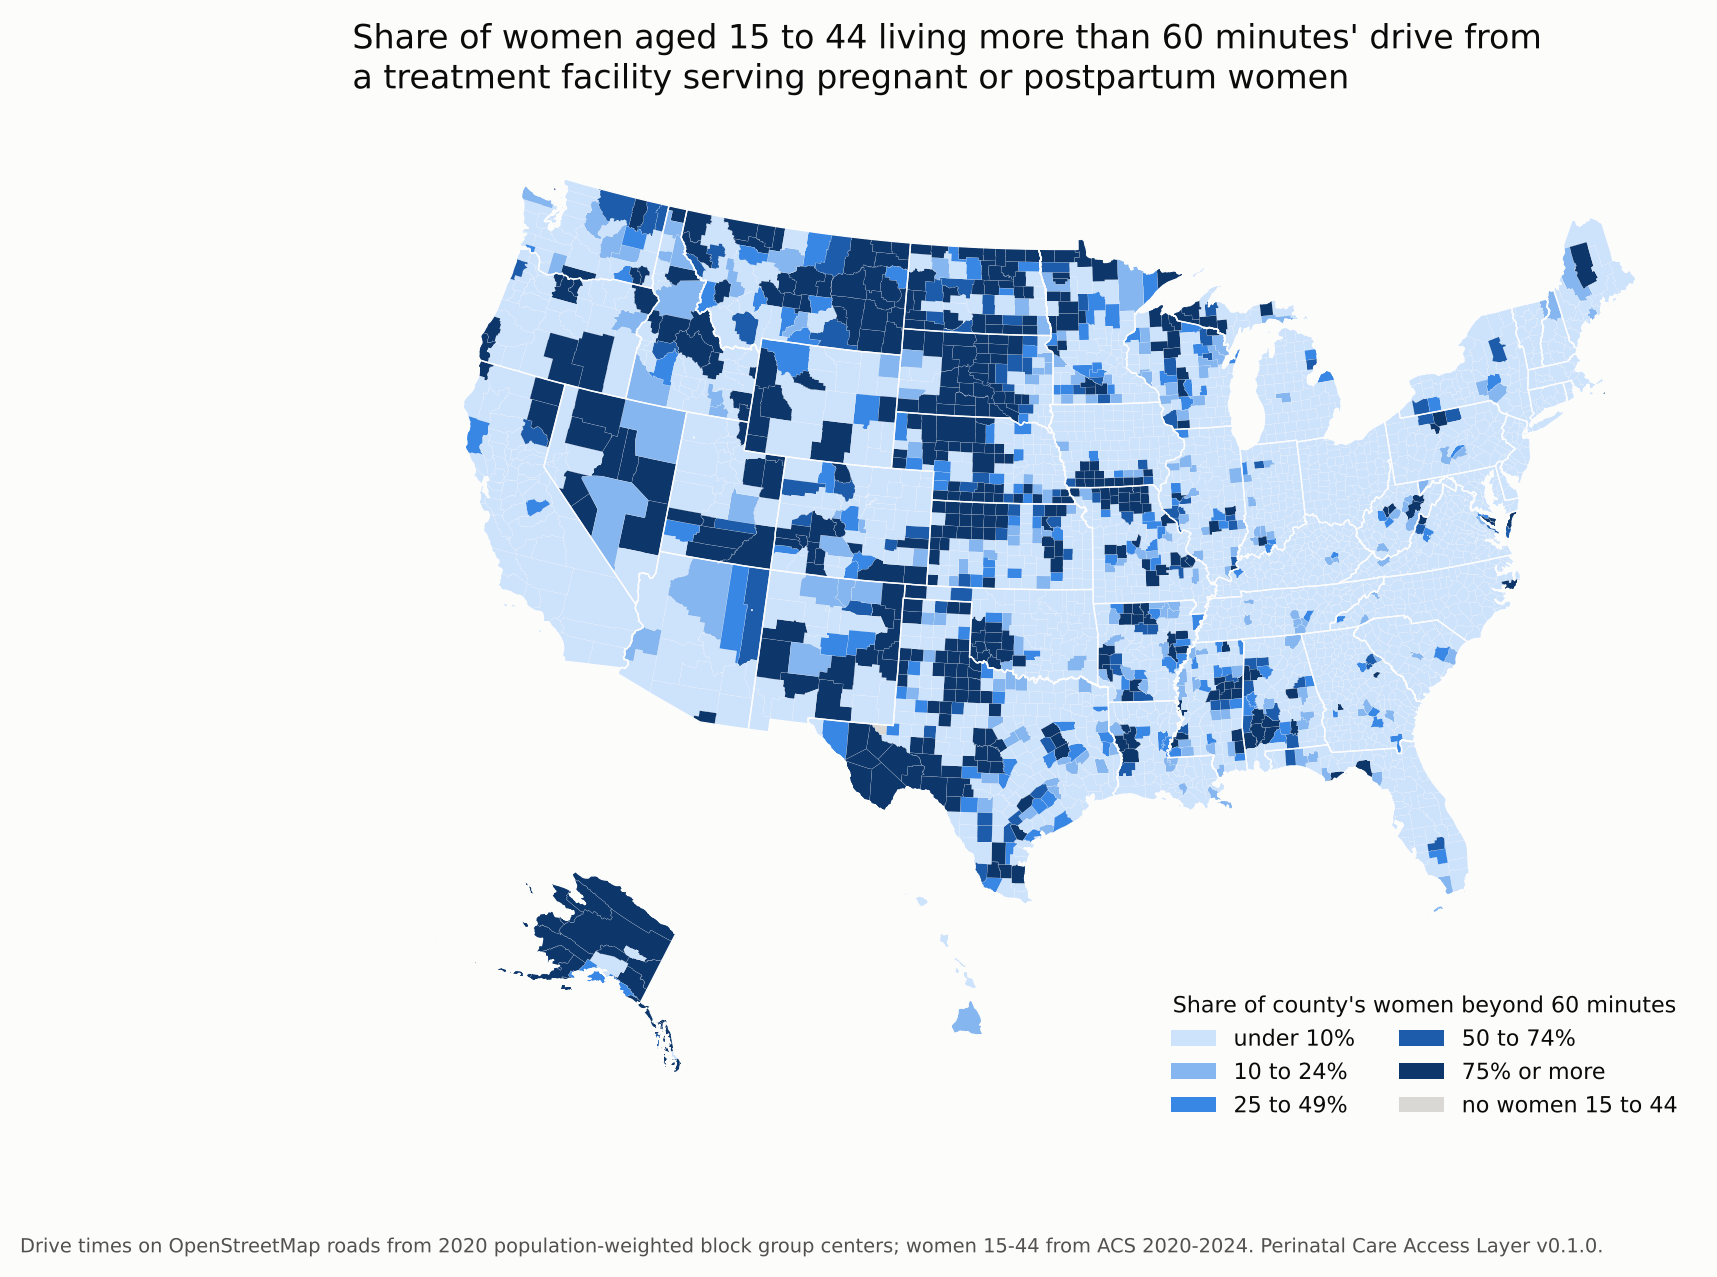 Share of women aged 15 to 44 living more than 60 minutes' drive from
a treatment facility serving pregnant or postpartum women
Share of county's women beyond 60 minutes
under 10%
10 to 24%
25 to 49%
50 to 74%
75% or more
no women 15 to 44
Drive times on OpenStreetMap roads from 2020 population-weighted block group centers; women 15-44 from ACS 2020-2024. Perinatal Care Access Layer v0.1.0.